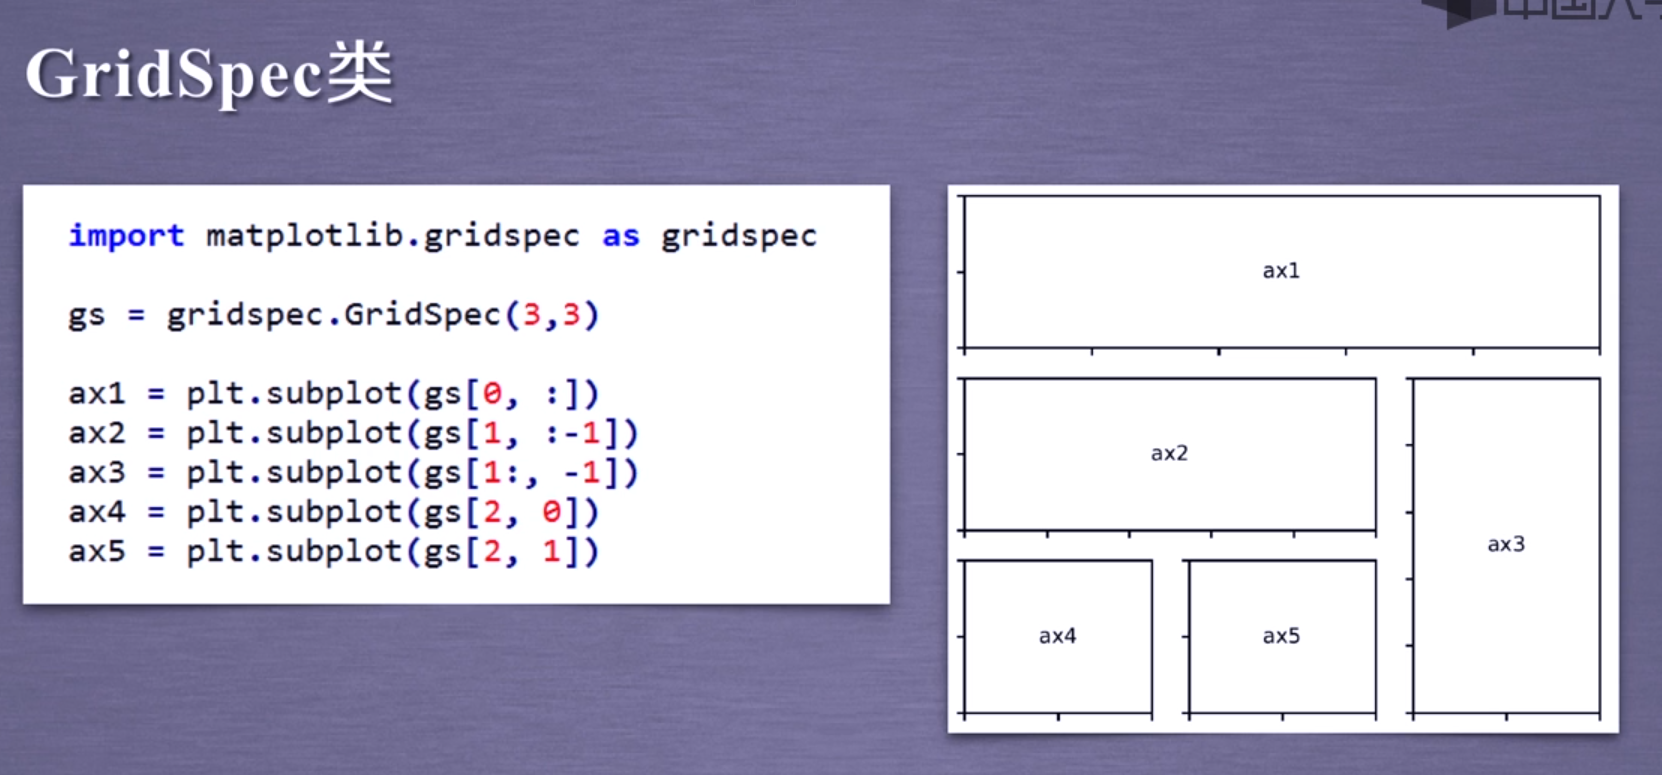 GridSpec类
import matplotlib.gridspec as gridspec
gs = gridspec.GridSpec(3,3)
ax1 = plt.subplot(gs[0, :])
ax2 = plt.subplot(gs[1, :-1])
ax3 = plt.subplot(gs[1:, -1])
ax4 = plt.subplot(gs[2, 0])
ax5 = plt.subplot(gs[2, 1])
ax1
ax2
ax3
ax4
ax5